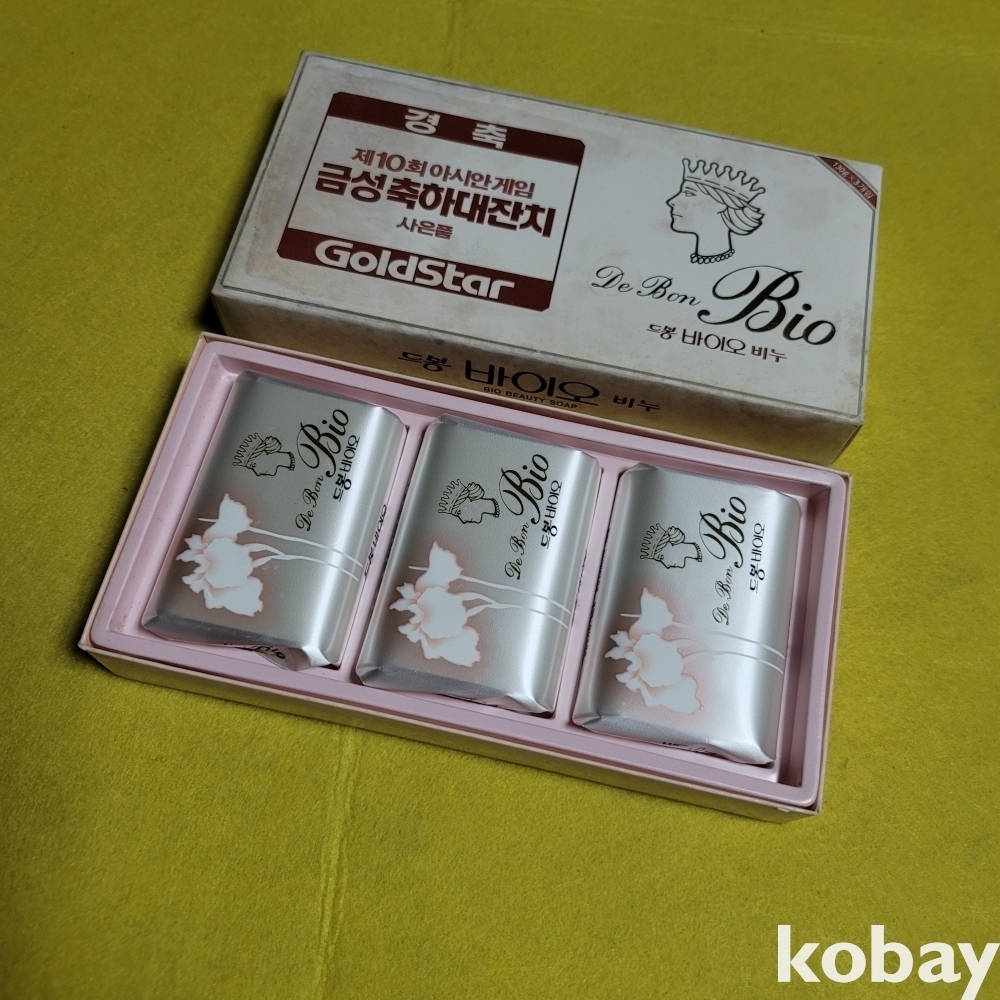 경 축
제10회 아시안게임
금성 축하대잔치
사은품
GoldStar
De Bon Bio
드봉 바이오 비누
드봉 바이오 비누
BIO BEAUTY SOAP
De Bon Bio
드봉 바이오
De Bon Bio
드봉 바이오
De Bon Bio
드봉 바이오
kobay